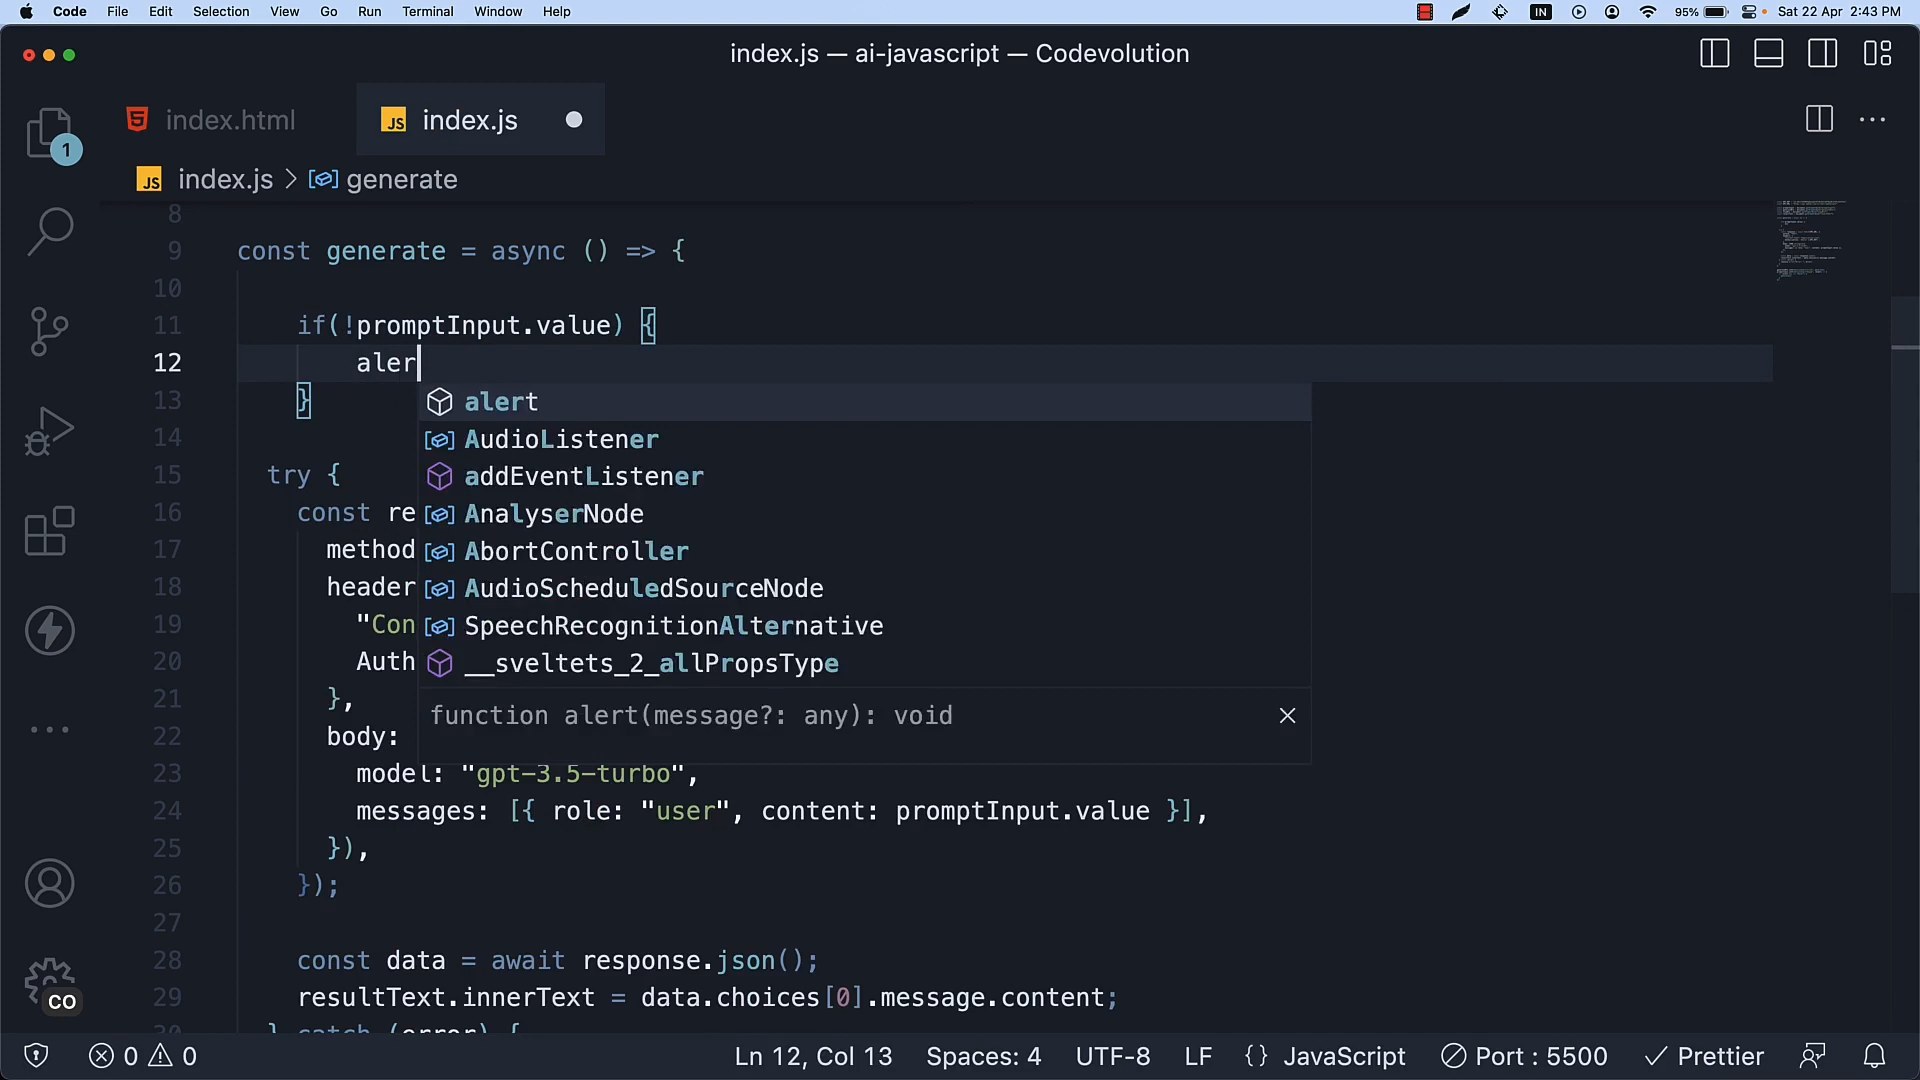 Code File Edit Selection View Go Run Terminal Window Help IN 95% Sat 22 Apr 2:43 PM
index.js — ai-javascript — Codevolution
index.html JS index.js
1
JS index.js > generate
8
9 const generate = async () => {
10
11 if(!promptInput.value) {
12 aler
13 }
14
15 try {
16 const re
17 method
18 header
19 "Con
20 Auth
21 },
22 body:
alert
AudioListener
addEventListener
AnalyserNode
AbortController
AudioScheduledSourceNode
SpeechRecognitionAlternative
__sveltets_2_allPropsType
function alert(message?: any): void
23 model: "gpt-3.5-turbo",
24 messages: [{ role: "user", content: promptInput.value }],
25 }),
26 });
27
28 const data = await response.json();
29 resultText.innerText = data.choices[0].message.content;
30 } catch (error) {
CO
0 0 Ln 12, Col 13 Spaces: 4 UTF-8 LF {} JavaScript Port : 5500 Prettier